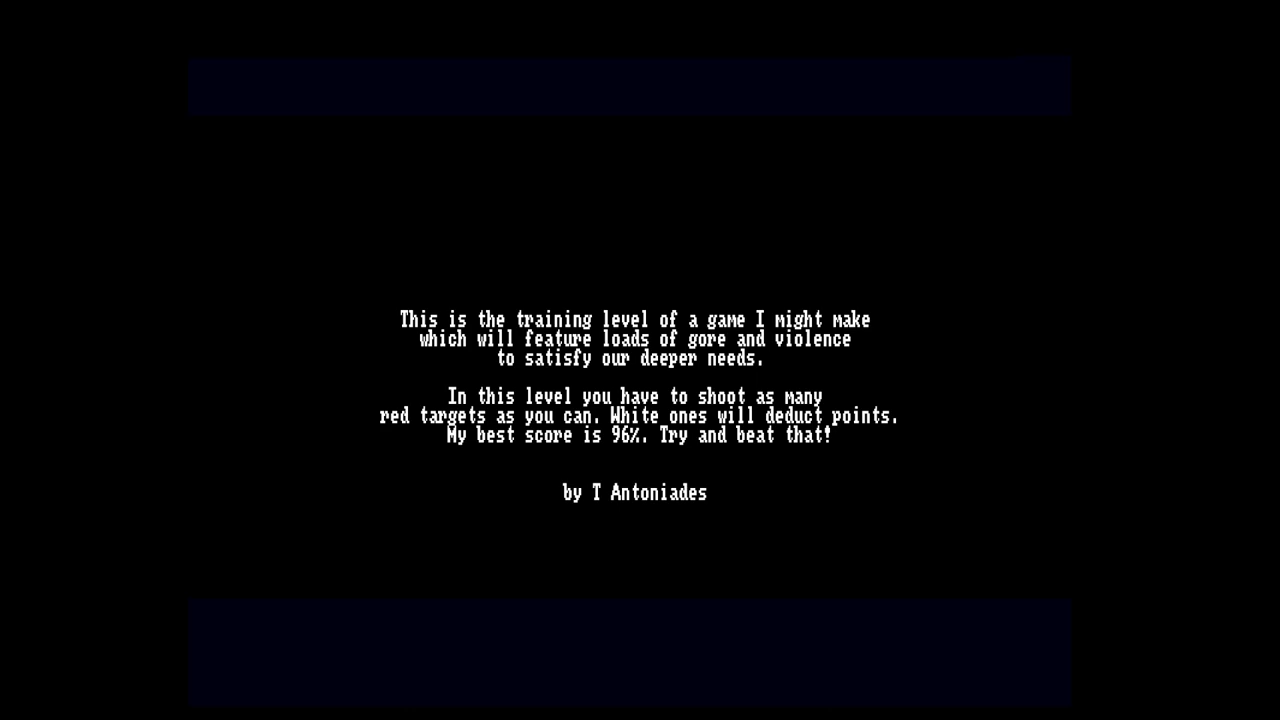 This is the training level of a game I might make
which will feature loads of gore and violence
to satisfy our deeper needs.
In this level you have to shoot as many
red targets as you can. White ones will deduct points.
My best score is 96%. Try and beat that!
by T Antoniades